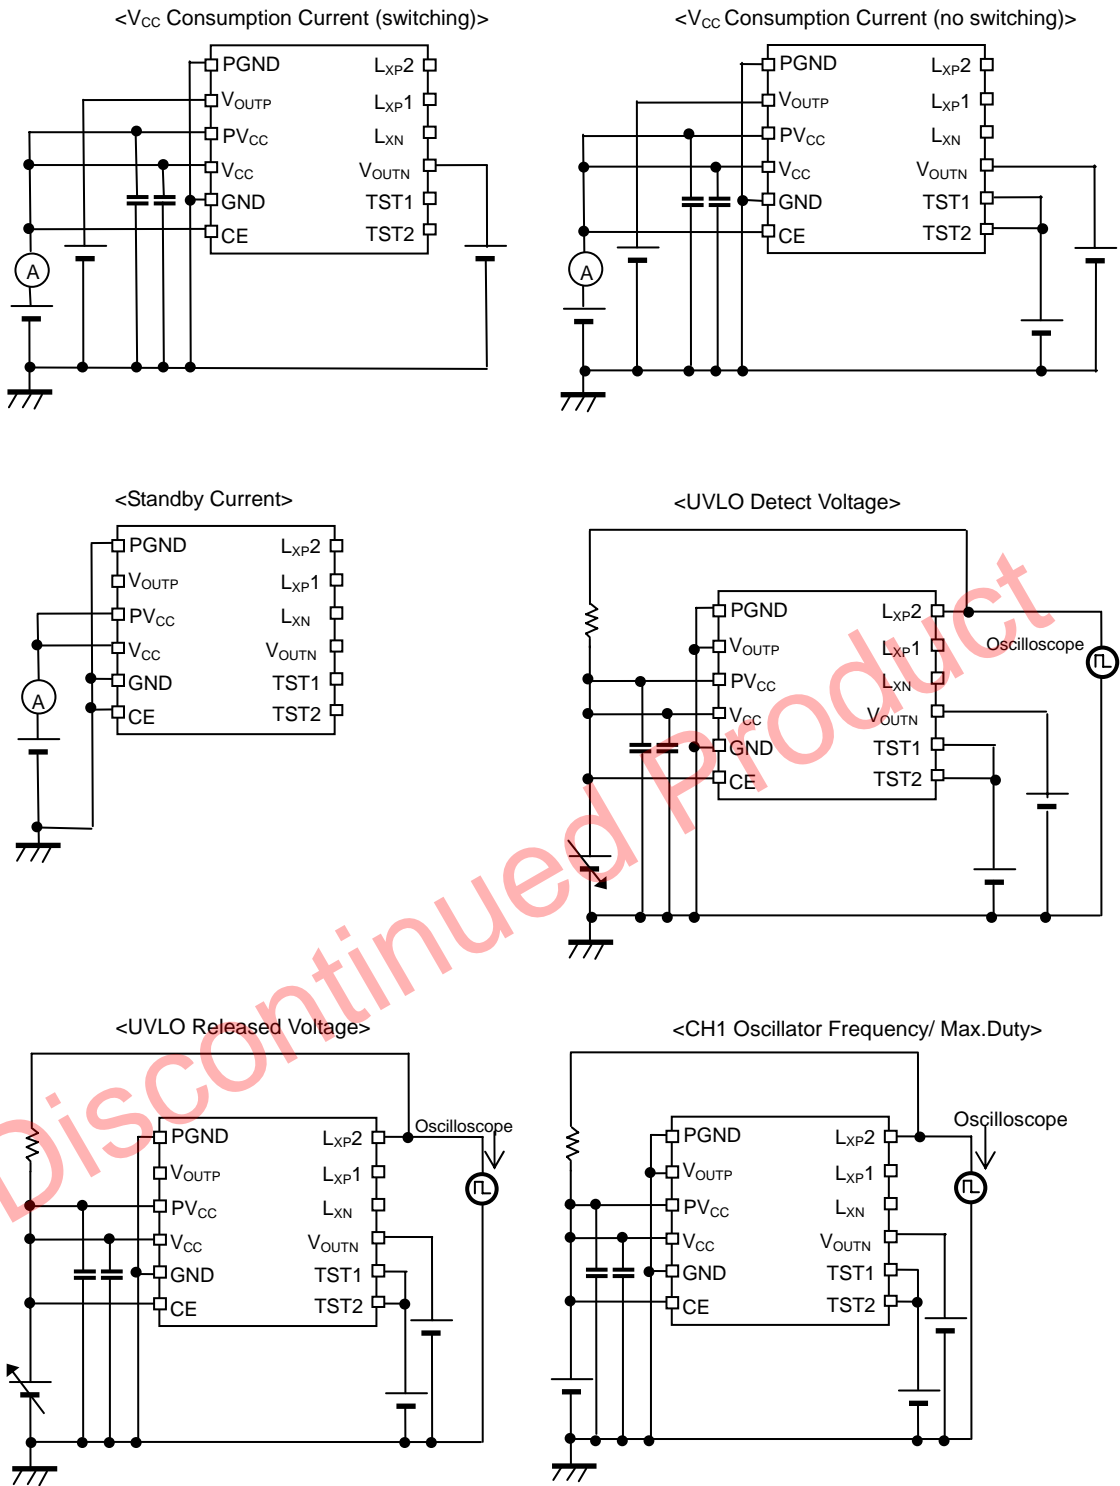 <VCC Consumption Current (switching)>
PGND
VOUTP
PVCC
VCC
GND
CE
LXP2
LXP1
LXN
VOUTN
TST1
TST2
A
<VCC Consumption Current (no switching)>
PGND
VOUTP
PVCC
VCC
GND
CE
LXP2
LXP1
LXN
VOUTN
TST1
TST2
A
<Standby Current>
PGND
VOUTP
PVCC
VCC
GND
CE
LXP2
LXP1
LXN
VOUTN
TST1
TST2
A
<UVLO Detect Voltage>
PGND
VOUTP
PVCC
VCC
GND
CE
LXP2
LXP1
LXN
VOUTN
TST1
TST2
Oscilloscope
<UVLO Released Voltage>
PGND
VOUTP
PVCC
VCC
GND
CE
LXP2
LXP1
LXN
VOUTN
TST1
TST2
Oscilloscope
<CH1 Oscillator Frequency/ Max.Duty>
PGND
VOUTP
PVCC
VCC
GND
CE
LXP2
LXP1
LXN
VOUTN
TST1
TST2
Oscilloscope
Discontinued Product